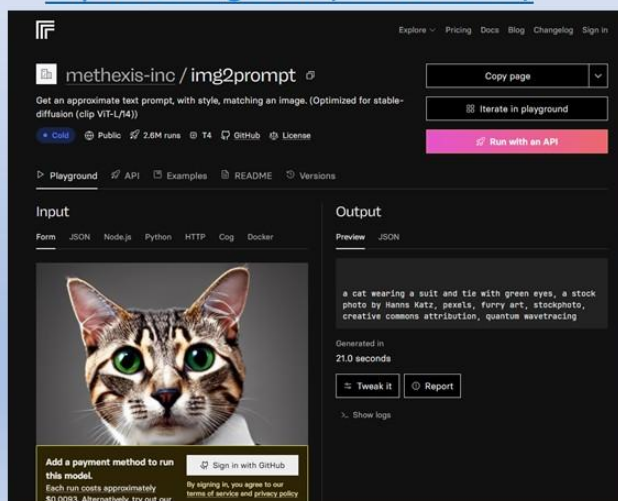 Explore Pricing Docs Blog Changelog Sign in
methexis-inc / img2prompt
Copy page
Get an approximate text prompt, with style, matching an image. (Optimized for stable-
diffusion (clip ViT-L/14))
Iterate in playground
Cold Public 2.6M runs T4 GitHub License
Run with an API
Playground API Examples README Versions
Input
Form JSON Node.js Python HTTP Cog Docker
Output
Preview JSON
a cat wearing a suit and tie with green eyes, a stock
photo by Hanns Katz, pexels, furry art, stockphoto,
creative commons attribution, quantum wavetracing
Generated in
21.0 seconds
Tweak it Report
Show logs
Add a payment method to run
this model.
Each run costs approximately
$0.0093. Alternatively, try out our
Sign in with GitHub
By signing in, you agree to our
terms of service and privacy policy